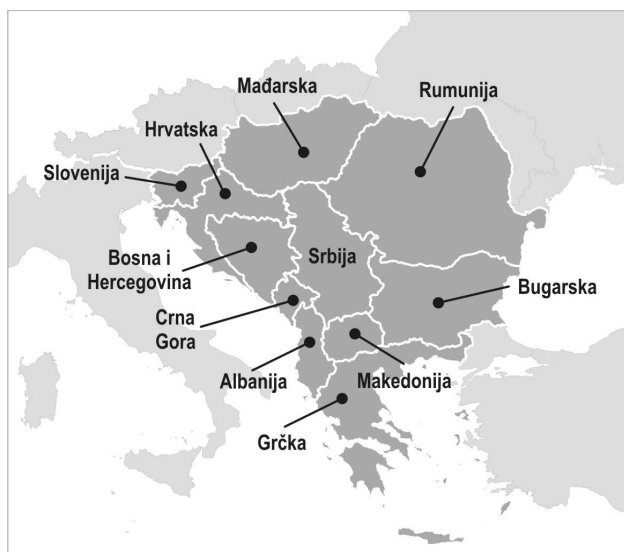 Mađarska
Rumunija
Hrvatska
Slovenija
Bosna i
Hercegovina
Srbija
Bugarska
Crna
Gora
Albanija
Makedonija
Grčka